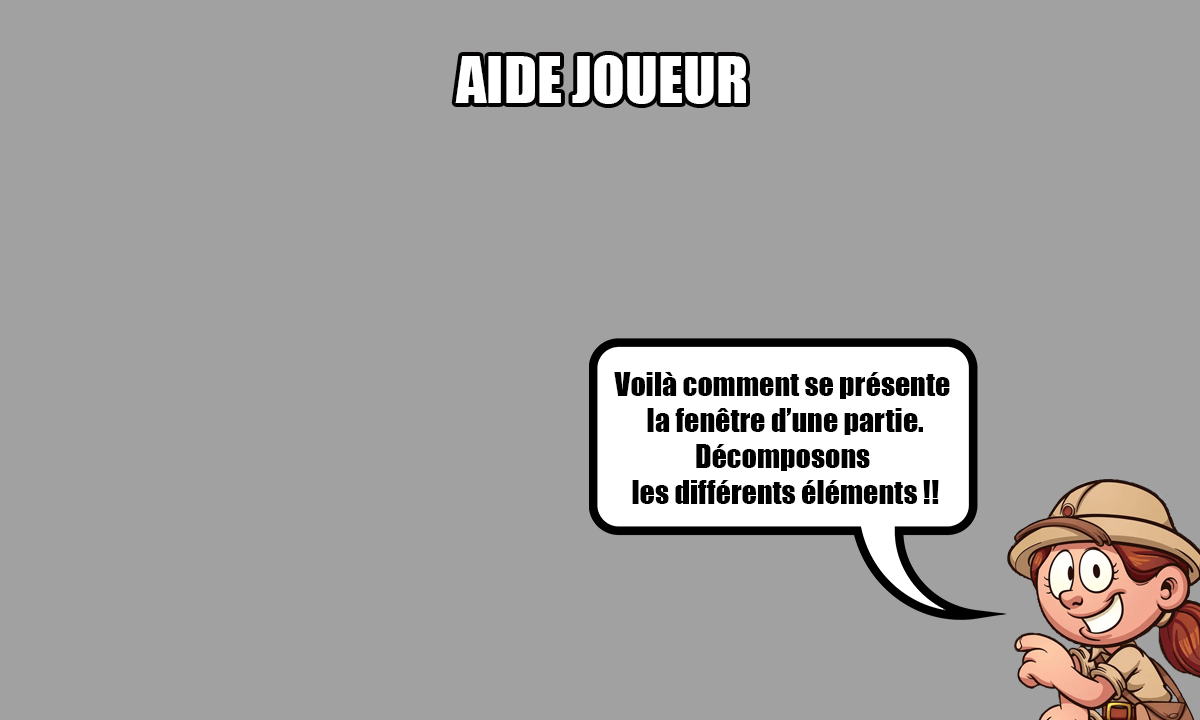 AIDE JOUEUR
Voilà comment se présente
la fenêtre d’une partie.
Décomposons
les différents éléments !!